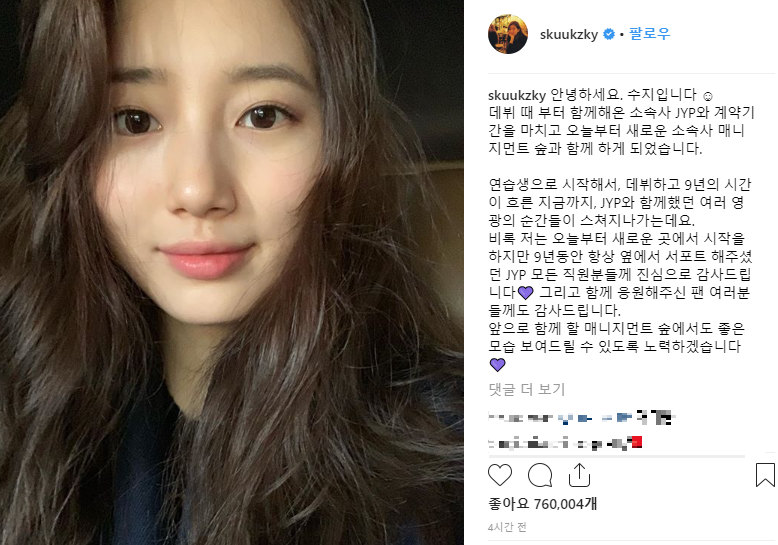 skuukzky • 팔로우
skuukzky 안녕하세요. 수지입니다 ☺
데뷔 때 부터 함께해온 소속사 JYP와 계약기
간을 마치고 오늘부터 새로운 소속사 매니
지먼트 숲과 함께 하게 되었습니다.
연습생으로 시작해서, 데뷔하고 9년의 시간
이 흐른 지금까지, JYP와 함께했던 여러 영
광의 순간들이 스쳐지나가는데요.
비록 저는 오늘부터 새로운 곳에서 시작을
하지만 9년동안 항상 옆에서 서포트 해주셨
던 JYP 모든 직원분들께 진심으로 감사드립
니다💜 그리고 함께 응원해주신 팬 여러분
들께도 감사드립니다.
앞으로 함께 할 매니지먼트 숲에서도 좋은
모습 보여드릴 수 있도록 노력하겠습니다
💜
댓글 더 보기
좋아요 760,004개
4시간 전